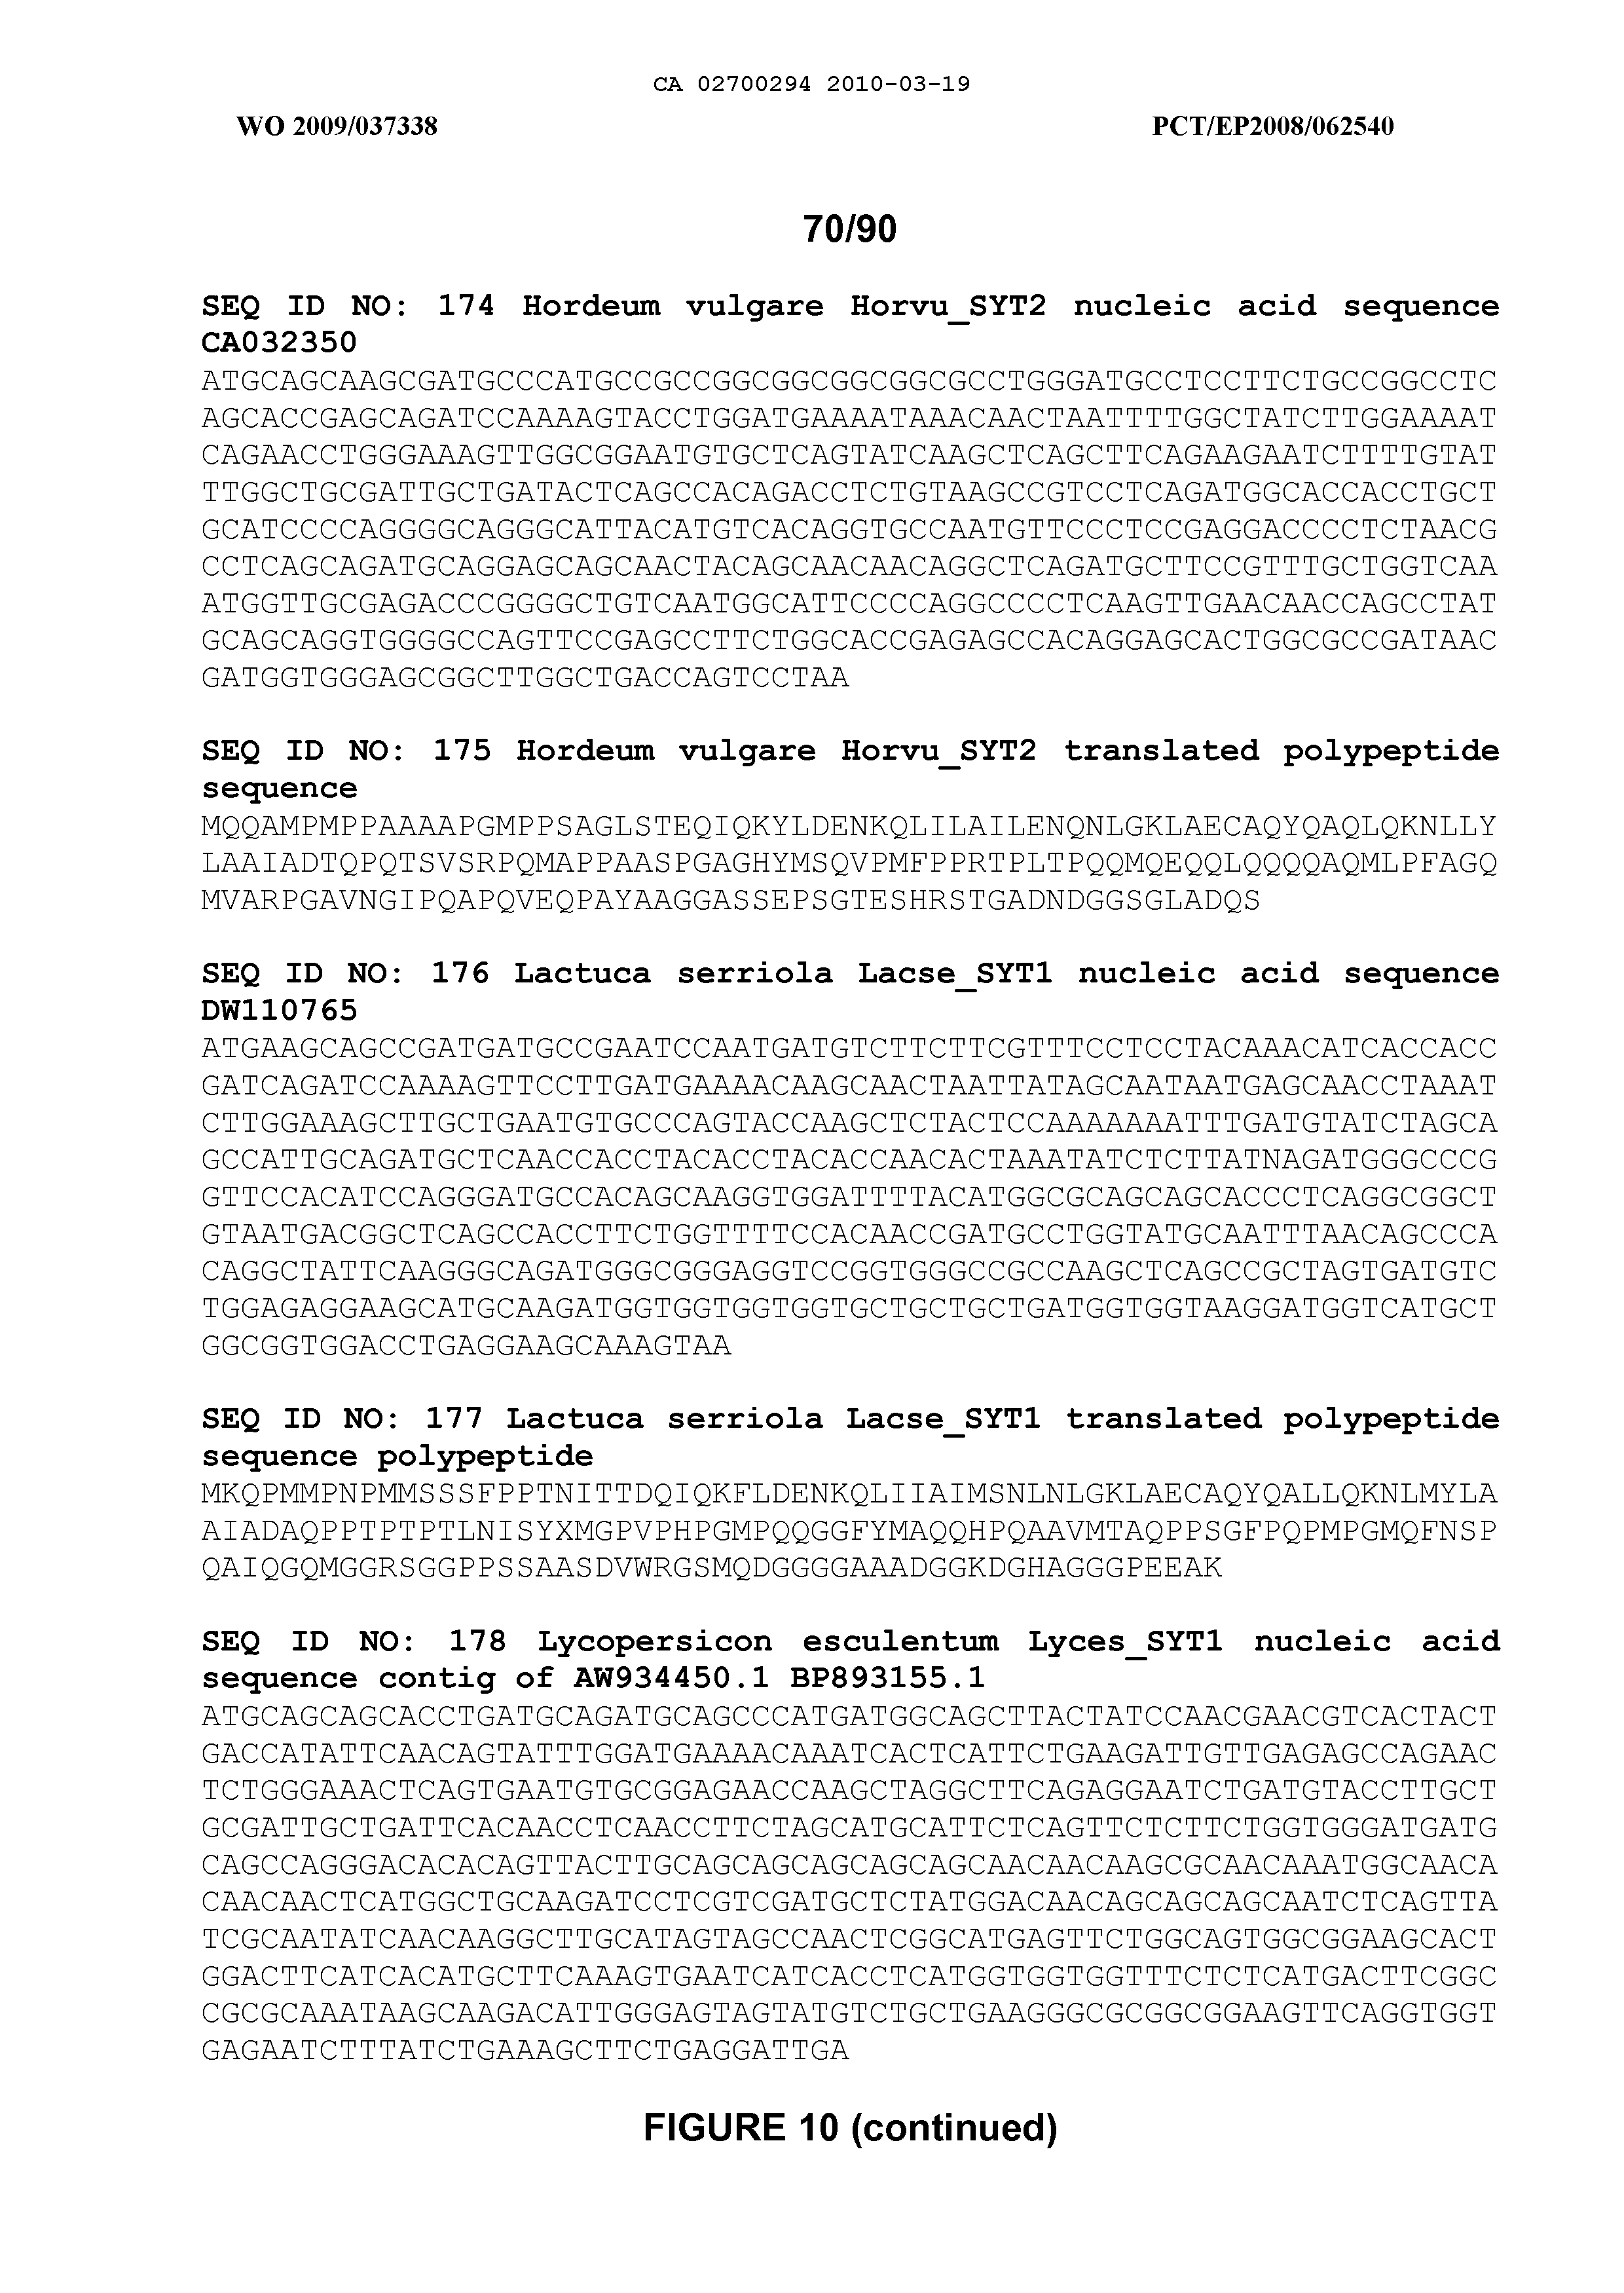 CA 02700294 2010-03-19
WO 2009/037338 PCT/EP2008/062540
70/90
SEQ ID NO: 174 Hordeum vulgare Horvu_SYT2 nucleic acid sequence
CA032350
ATGCAGCAAGCGATGCCCATGCCGCCGGCGGCGGCGGCGCCTGGGATGCCTCCTTCTGCCGGCCTC
AGCACCGAGCAGATCCAAAAGTACCTGGATGAAAATAAACAACTAATTTTGGCTATCTTGGAAAAT
CAGAACCTGGGAAAGTTGGCGGAATGTGCTCAGTATCAAGCTCAGCTTCAGAAGAATCTTTTGTAT
TTGGCTGCGATTGCTGATACTCAGCCACAGACCTCTGTAAGCCGTCCTCAGATGGCACCACCTGCT
GCATCCCCAGGGGCAGGGCATTACATGTCACAGGTGCCAATGTTCCCTCCGAGGACCCCTCTAACG
CCTCAGCAGATGCAGGAGCAGCAACTACAGCAACAACAGGCTCAGATGCTTCCGTTTGCTGGTCAA
ATGGTTGCGAGACCCGGGGCTGTCAATGGCATTCCCCAGGCCCCTCAAGTTGAACAACCAGCCTAT
GCAGCAGGTGGGGCCAGTTCCGAGCCTTCTGGCACCGAGAGCCACAGGAGCACTGGCGCCGATAAC
GATGGTGGGAGCGGCTTGGCTGACCAGTCCTAA
SEQ ID NO: 175 Hordeum vulgare Horvu_SYT2 translated polypeptide
sequence
MQQAMPMPPAAAAPGMPPSAGLSTEQIQKYLDENKQLILAILENQNLGKLAECAQYQAQLQKNLLY
LAAIADTQPQTSVSRPQMAPPAASPGAGHYMSQVPMFPPRTPLTPQQMQEQQLQQQQAQMLPFAGQ
MVARPGAVNGIPQAPQVEQPAYAAGGASSEPSGTESHRSTGADNDGGSGLADQS
SEQ ID NO: 176 Lactuca serriola Lacse_SYT1 nucleic acid sequence
DW110765
ATGAAGCAGCCGATGATGCCGAATCCAATGATGTCTTCTTCGTTTCCTCCTACAAACATCACCACC
GATCAGATCCAAAAGTTCCTTGATGAAAACAAGCAACTAATTATAGCAATAATGAGCAACCTAAAT
CTTGGAAAGCTTGCTGAATGTGCCCAGTACCAAGCTCTACTCCAAAAAAATTTGATGTATCTAGCA
GCCATTGCAGATGCTCAACCACCTACACCTACACCAACACTAAATATCTCTTATNAGATGGGCCCG
GTTCCACATCCAGGGATGCCACAGCAAGGTGGATTTTACATGGCGCAGCAGCACCCTCAGGCGGCT
GTAATGACGGCTCAGCCACCTTCTGGTTTTCCACAACCGATGCCTGGTATGCAATTTAACAGCCCA
CAGGCTATTCAAGGGCAGATGGGCGGGAGGTCCGGTGGGCCGCCAAGCTCAGCCGCTAGTGATGTC
TGGAGAGGAAGCATGCAAGATGGTGGTGGTGGTGCTGCTGCTGATGGTGGTAAGGATGGTCATGCT
GGCGGTGGACCTGAGGAAGCAAAGTAA
SEQ ID NO: 177 Lactuca serriola Lacse_SYT1 translated polypeptide
sequence polypeptide
MKQPMMPNPMMSSSFPPTNITTDQIQKFLDENKQLIIAIMSNLNLGKLAECAQYQALLQKNLMYLA
AIADAQPPTPTPTLNISYXMGPVPHPGMPQQGGFYMAQQHPQAAVMTAQPPSGFPQPMPGMQFNSP
QAIQGQMGGRSGGPPSSAASDVWRGSMQDGGGGAAADGGKDGHAGGGPEEAK
SEQ ID NO: 178 Lycopersicon esculentum Lyces_SYT1 nucleic acid
sequence contig of AW934450.1 BP893155.1
ATGCAGCAGCACCTGATGCAGATGCAGCCCATGATGGCAGCTTACTATCCAACGAACGTCACTACT
GACCATATTCAACAGTATTTGGATGAAAACAAATCACTCATTCTGAAGATTGTTGAGAGCCAGAAC
TCTGGGAAACTCAGTGAATGTGCGGAGAACCAAGCTAGGCTTCAGAGGAATCTGATGTACCTTGCT
GCGATTGCTGATTCACAACCTCAACCTTCTAGCATGCATTCTCAGTTCTCTTCTGGTGGGATGATG
CAGCCAGGGACACACAGTTACTTGCAGCAGCAGCAGCAGCAACAACAAGCGCAACAAATGGCAACA
CAACAACTCATGGCTGCAAGATCCTCGTCGATGCTCTATGGACAACAGCAGCAGCAATCTCAGTTA
TCGCAATATCAACAAGGCTTGCATAGTAGCCAACTCGGCATGAGTTCTGGCAGTGGCGGAAGCACT
GGACTTCATCACATGCTTCAAAGTGAATCATCACCTCATGGTGGTGGTTTCTCTCATGACTTCGGC
CGCGCAAATAAGCAAGACATTGGGAGTAGTATGTCTGCTGAAGGGCGCGGCGGAAGTTCAGGTGGT
GAGAATCTTTATCTGAAAGCTTCTGAGGATTGA
FIGURE 10 (continued)